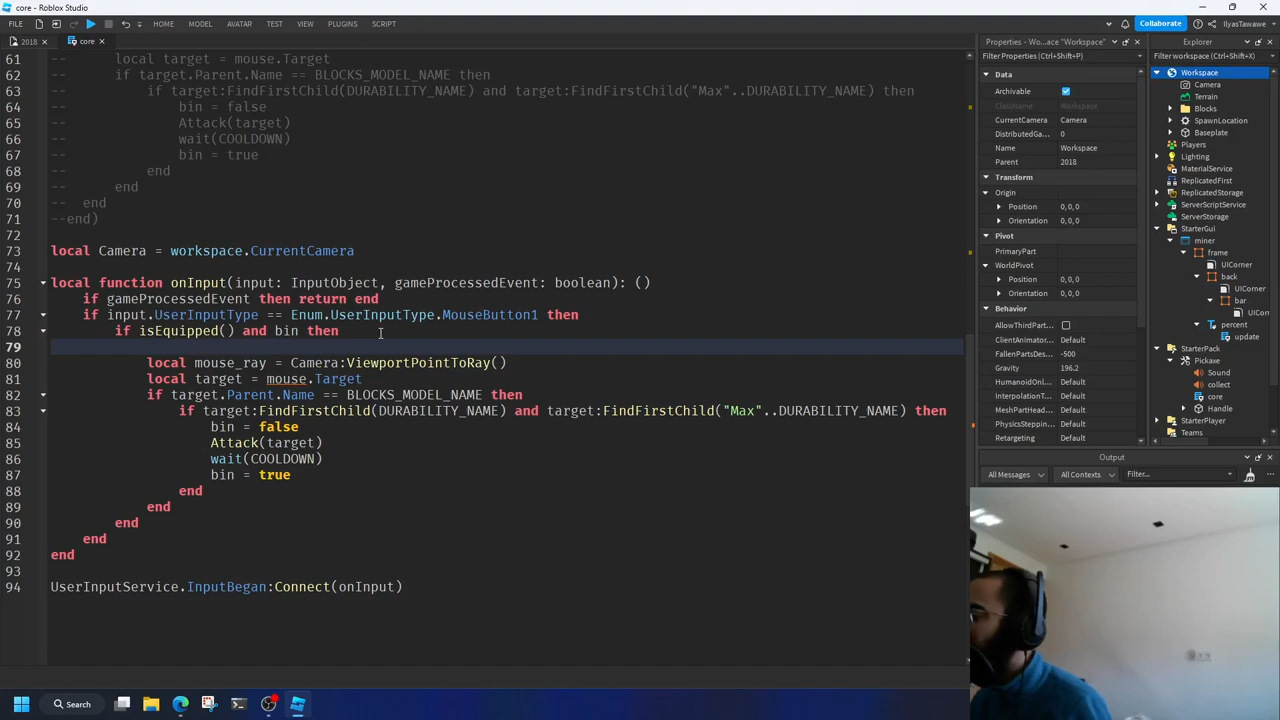 core - Roblox Studio
FILE HOME MODEL AVATAR TEST VIEW PLUGINS SCRIPT Collaborate IlyasTawawe
2018 core
61 -- local target = mouse.Target
62 -- if target.Parent.Name == BLOCKS_MODEL_NAME then
63 -- if target:FindFirstChild(DURABILITY_NAME) and target:FindFirstChild("Max"..DURABILITY_NAME) then
64 -- bin = false
65 -- Attack(target)
66 -- wait(COOLDOWN)
67 -- bin = true
68 -- end
69 -- end
70 -- end
71 --end)
72
73 local Camera = workspace.CurrentCamera
74
75 local function onInput(input: InputObject, gameProcessedEvent: boolean): ()
76 if gameProcessedEvent then return end
77 if input.UserInputType == Enum.UserInputType.MouseButton1 then
78 if isEquipped() and bin then
79
80 local mouse_ray = Camera:ViewportPointToRay()
81 local target = mouse.Target
82 if target.Parent.Name == BLOCKS_MODEL_NAME then
83 if target:FindFirstChild(DURABILITY_NAME) and target:FindFirstChild("Max"..DURABILITY_NAME) then
84 bin = false
85 Attack(target)
86 wait(COOLDOWN)
87 bin = true
88 end
89 end
90 end
91 end
92 end
93
94 UserInputService.InputBegan:Connect(onInput)
Properties - Wo...ace "Workspace"
Filter Properties (Ctrl+Shift+P)
Data
Archivable
ClassName Workspace
CurrentCamera Camera
DistributedGa... 0
Name Workspace
Parent 2018
Transform
Origin
Position 0, 0, 0
Orientation 0, 0, 0
Pivot
PrimaryPart
WorldPivot
Position 0, 0, 0
Orientation 0, 0, 0
Behavior
AllowThirdPart...
ClientAnimator... Default
FallenPartsDes... -500
Gravity 196.2
HumanoidOnl... Default
InterpolationT... Default
MeshPartHead... Default
PhysicsSteppin... Default
Retargeting Default
Explorer
Filter workspace (Ctrl+Shift+X)
Workspace
Camera
Terrain
Blocks
SpawnLocation
Baseplate
Players
Lighting
MaterialService
ReplicatedFirst
ReplicatedStorage
ServerScriptService
ServerStorage
StarterGui
miner
frame
UICorner
back
UICorner
bar
UICor
percent
update
StarterPack
Pickaxe
Sound
collect
core
Handle
StarterPlayer
Teams
Output
All Messages All Contexts Filter...
Search